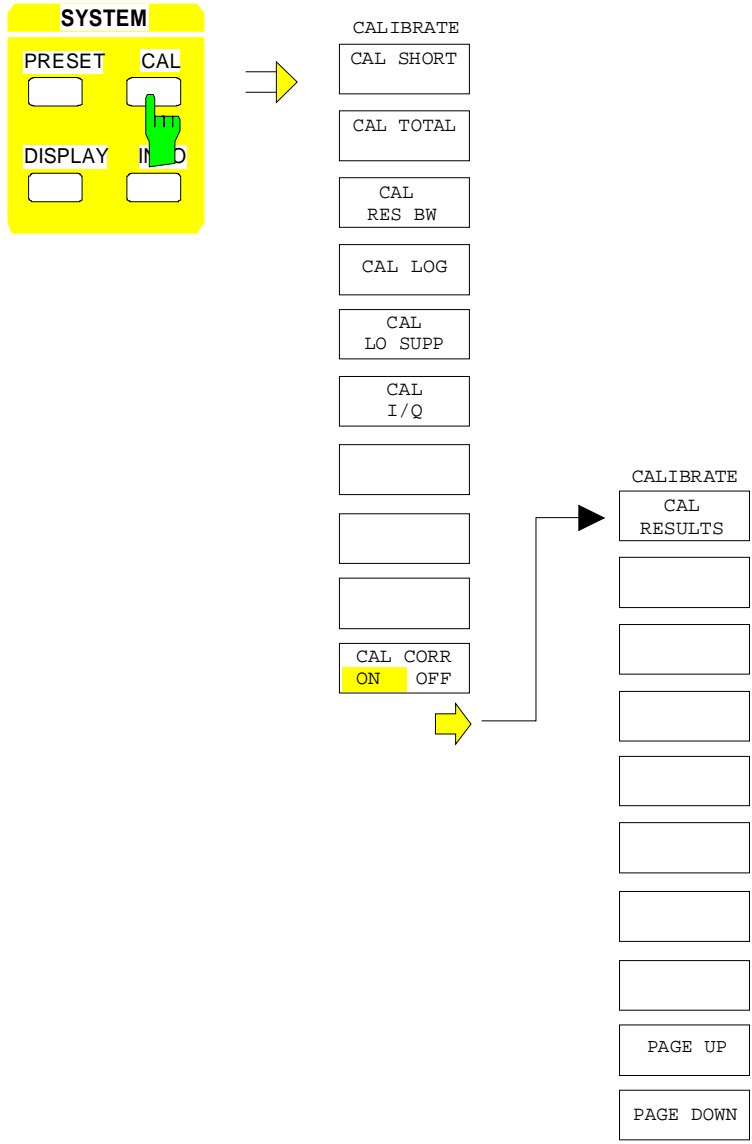 SYSTEM
PRESET CAL
DISPLAY
CALIBRATE
CAL SHORT
CAL TOTAL
CAL
RES BW
CAL LOG
CAL
LO SUPP
CAL
I/Q
CAL CORR
ON OFF
CALIBRATE
CAL
RESULTS
PAGE UP
PAGE DOWN